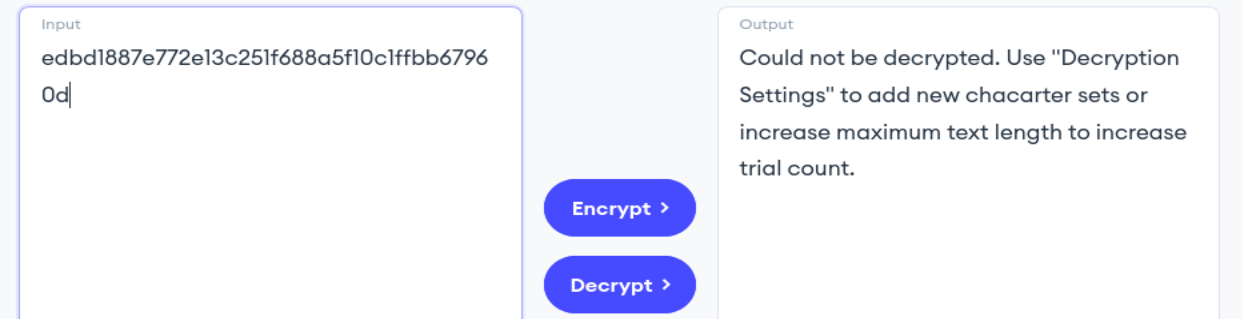 Input
edbd1887e772e13c251f688a5f10c1ffbb6796
0d
Output
Could not be decrypted. Use "Decryption
Settings" to add new chacarter sets or
increase maximum text length to increase
trial count.
Encrypt >
Decrypt >